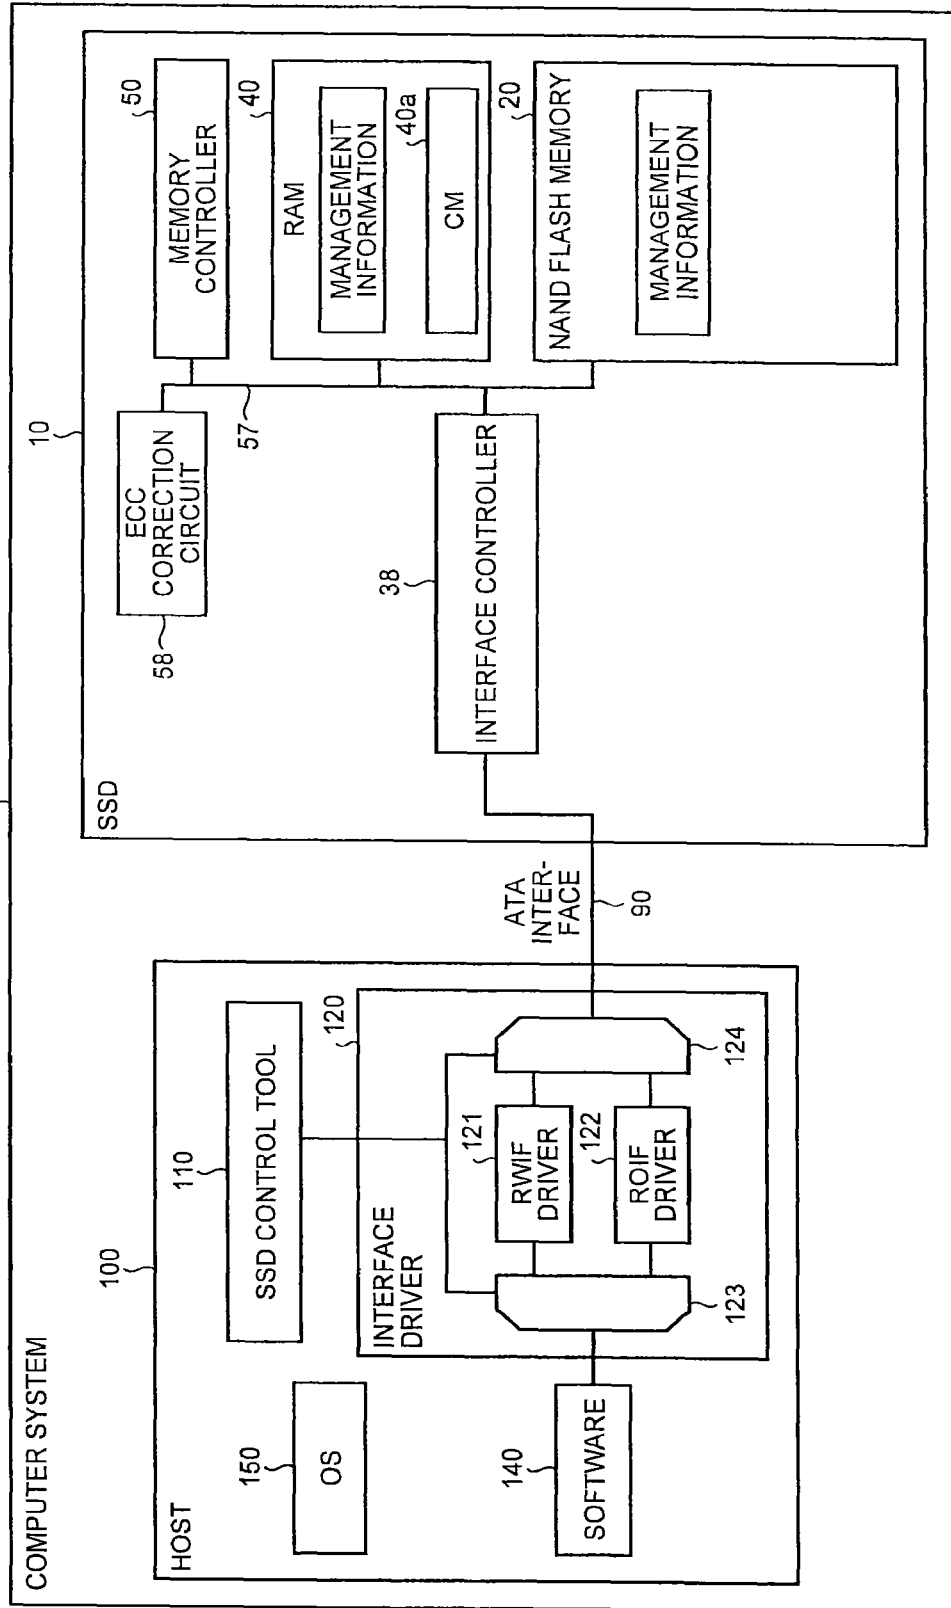 COMPUTER SYSTEM
HOST
100
150
OS
110
SSD CONTROL TOOL
120
INTERFACE
DRIVER
140
SOFTWARE
121
RWIF
DRIVER
122
ROIF
DRIVER
123
124
ATA
INTER-
FACE
90
SSD
10
58
ECC
CORRECTION
CIRCUIT
57
38
INTERFACE CONTROLLER
50
MEMORY
CONTROLLER
40
RAM
MANAGEMENT
INFORMATION
40a
CM
20
NAND FLASH MEMORY
MANAGEMENT
INFORMATION